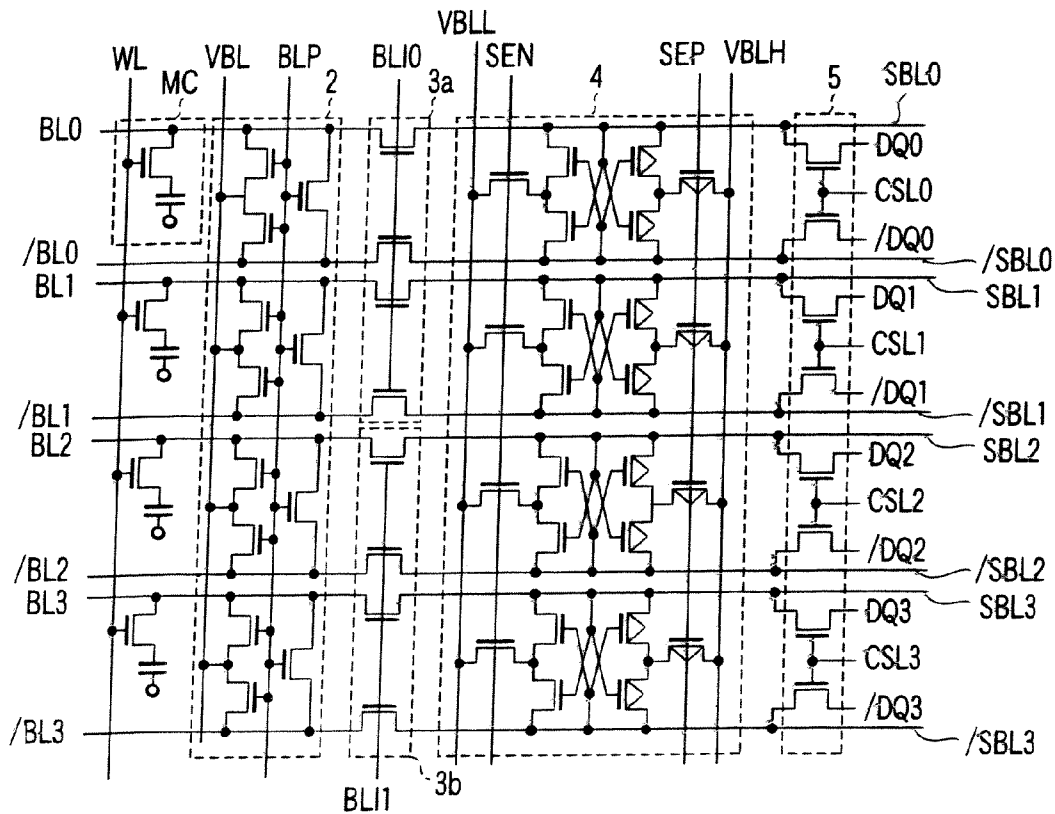 VBLL
WL VBL BLP BLI0 SEN SEP VBLH
MC 2 3a 4 5 SBL0
BL0
DQ0
CSL0
/DQ0
/BL0 /SBL0
BL1 SBL1
DQ1
CSL1
/DQ1
/BL1 /SBL1
BL2 SBL2
DQ2
CSL2
/DQ2
/BL2 /SBL2
BL3 SBL3
DQ3
CSL3
/DQ3
/BL3 /SBL3
3b
BLI1